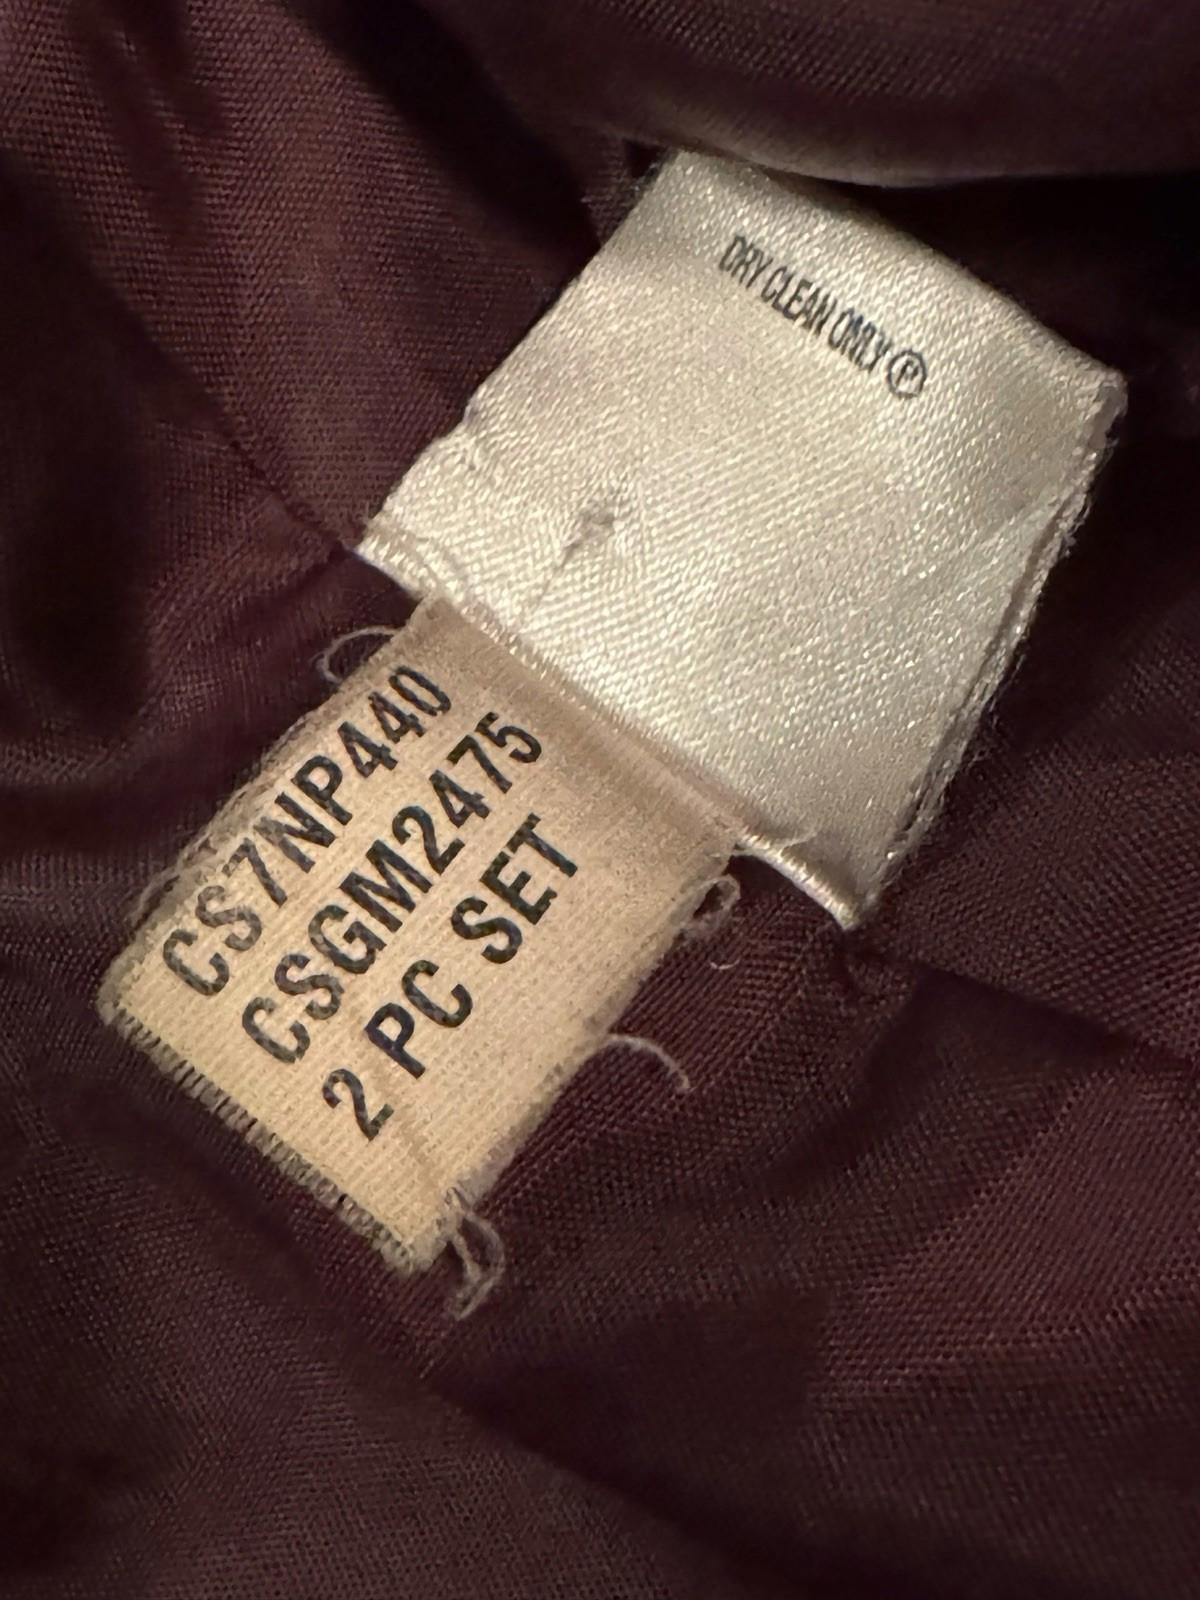 DRY CLEAN ONLY Ⓟ
CS7NP440
CSGM2475
2 PC SET